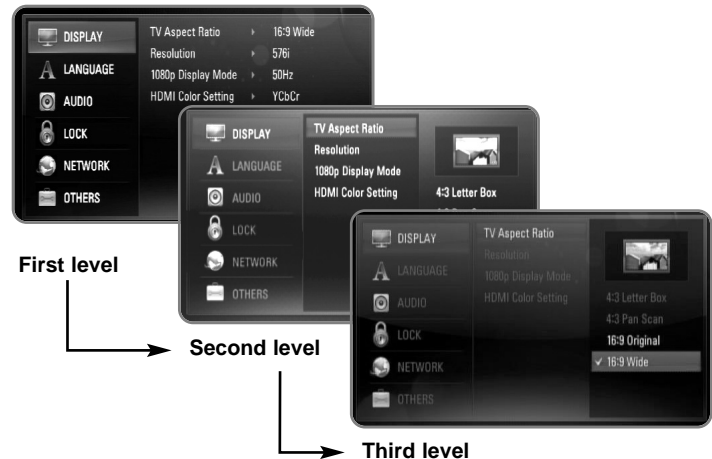 DISPLAY
LANGUAGE
AUDIO
LOCK
NETWORK
OTHERS
TV Aspect Ratio 16:9 Wide
Resolution 576i
1080p Display Mode 50Hz
HDMI Color Setting YCbCr
First level
DISPLAY
LANGUAGE
AUDIO
LOCK
NETWORK
OTHERS
TV Aspect Ratio
Resolution
1080p Display Mode
HDMI Color Setting
4:3 Letter Box
Second level
DISPLAY
LANGUAGE
AUDIO
LOCK
NETWORK
OTHERS
TV Aspect Ratio
Resolution
1080p Display Mode
HDMI Color Setting
4:3 Letter Box
4:3 Pan Scan
16:9 Original
✓ 16:9 Wide
Third level